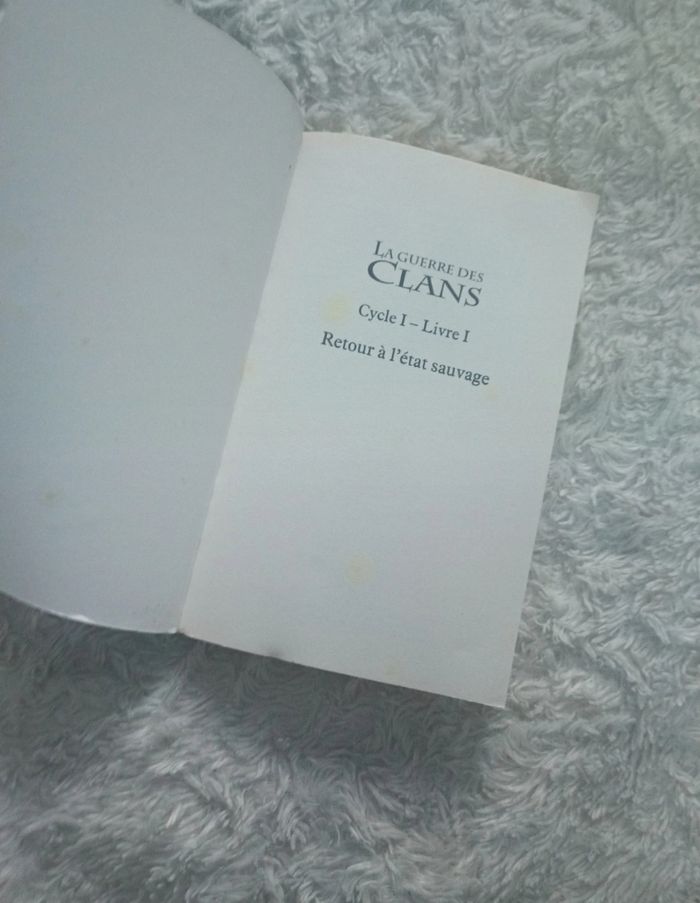 La guerre des
Clans
Cycle I – Livre I
Retour à l’état sauvage